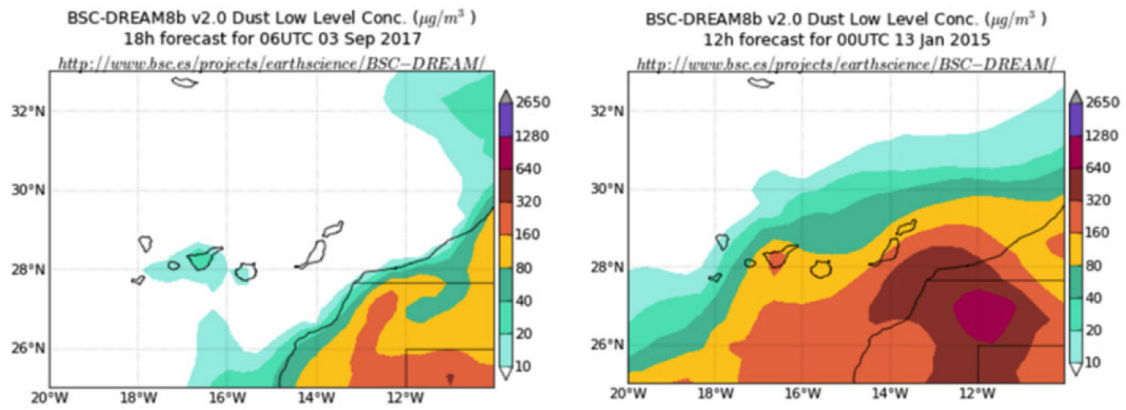 BSC-DREAM8b v2.0 Dust Low Level Conc. (μg/m³ )
18h forecast for 06UTC 03 Sep 2017
http://www.bsc.es/projects/earthscience/BSC−DREAM/
32°N
30°N
28°N
26°N
20°W 18°W 16°W 14°W 12°W
2650
1280
640
320
160
80
40
20
10
BSC-DREAM8b v2.0 Dust Low Level Conc. (μg/m³ )
12h forecast for 00UTC 13 Jan 2015
http://www.bsc.es/projects/earthscience/BSC−DREAM/
32°N
30°N
28°N
26°N
20°W 18°W 16°W 14°W 12°W
2650
1280
640
320
160
80
40
20
10